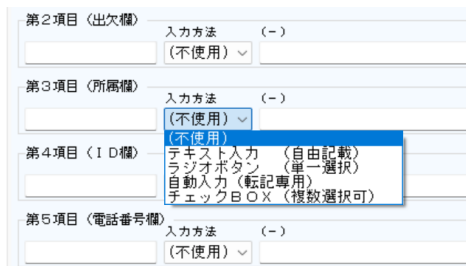 第2項目（出欠欄）
入力方法　（－）
（不使用）
第3項目（所属欄）
入力方法　（－）
（不使用）
（不使用）
テキスト入力　（自由記載）
ラジオボタン　（単一選択）
自動入力（転記専用）
チェックＢＯＸ（複数選択可）
第4項目（ＩＤ欄）
第5項目（電話番号欄）
入力方法　（－）
（不使用）